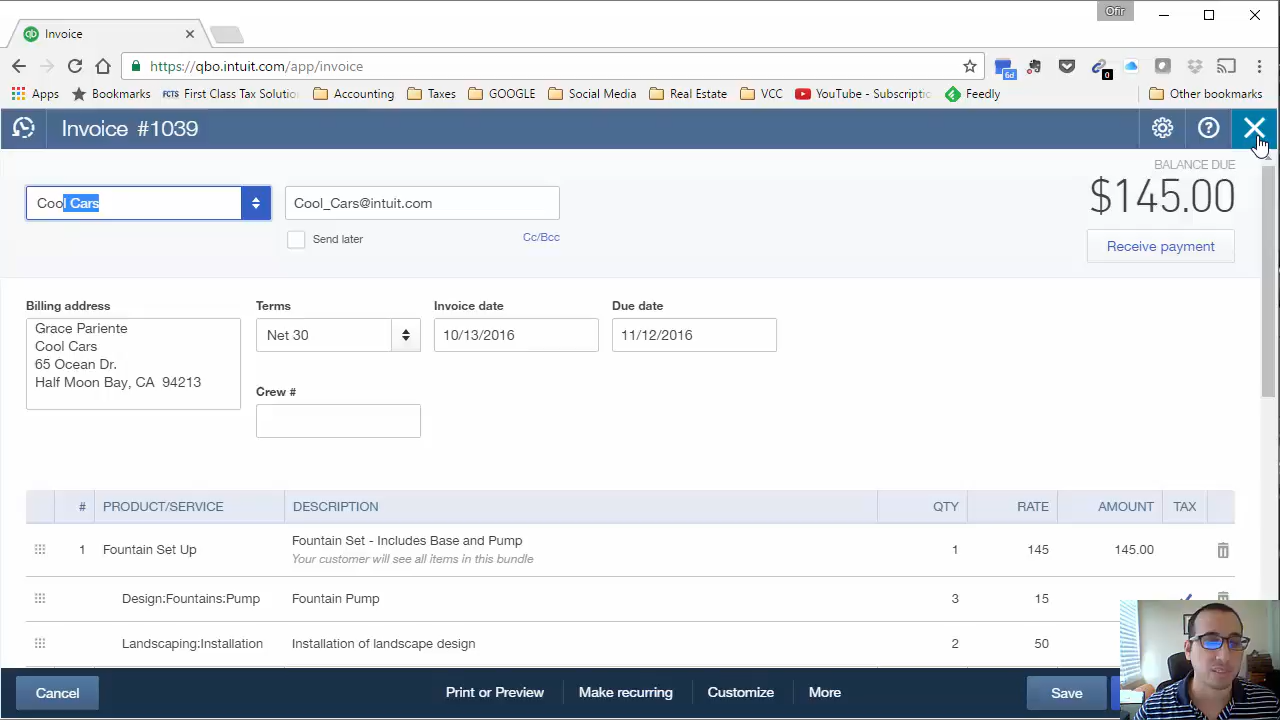 Ofir
Invoice
https://qbo.intuit.com/app/invoice
6d
0
Apps
Bookmarks
FCTS First Class Tax Solutio
Accounting
Taxes
GOOGLE
Social Media
Real Estate
VCC
YouTube - Subscripti
Feedly
Other bookmarks
qb
Invoice #1039
BALANCE DUE
$145.00
Cool Cars
Cool_Cars@intuit.com
Send later
Cc/Bcc
Receive payment
Billing address
Terms
Invoice date
Due date
Grace Pariente
Cool Cars
65 Ocean Dr.
Half Moon Bay, CA 94213
Net 30
10/13/2016
11/12/2016
Crew #
# PRODUCT/SERVICE DESCRIPTION QTY RATE AMOUNT TAX
1 Fountain Set Up Fountain Set - Includes Base and Pump 1 145 145.00
Your customer will see all items in this bundle
Design:Fountains:Pump Fountain Pump 3 15
Landscaping:Installation Installation of landscape design 2 50
Cancel
Print or Preview
Make recurring
Customize
More
Save